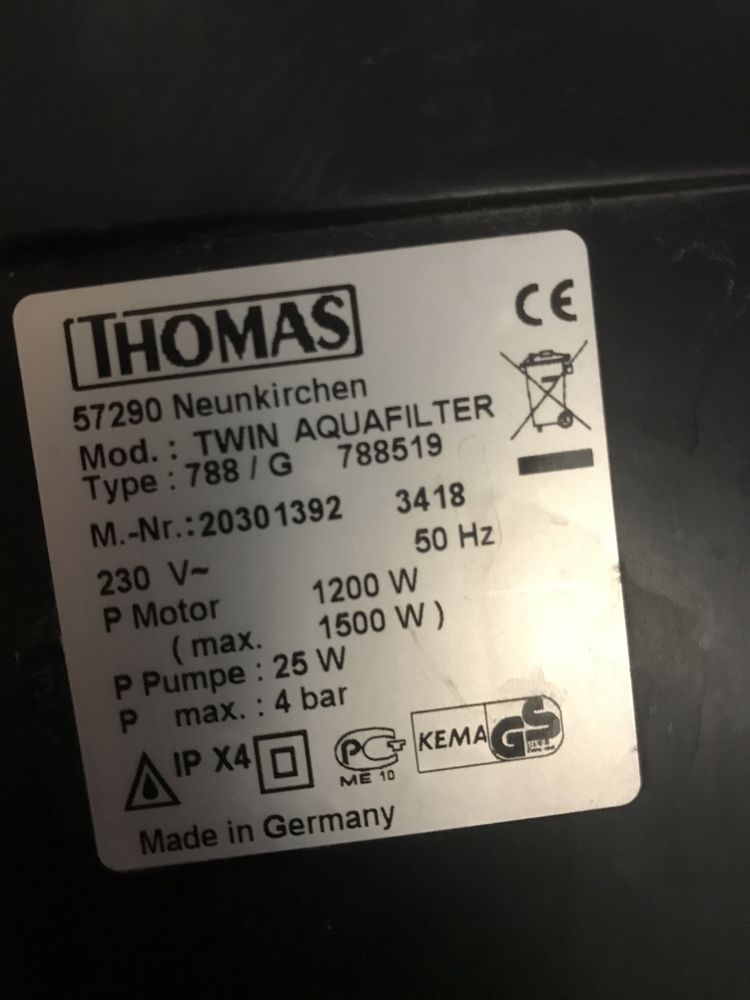 THOMAS
CE
57290 Neunkirchen
Mod. : TWIN AQUAFILTER
Type : 788 / G 788519
M.-Nr.:20301392 3418
230 V~ 50 Hz
P Motor 1200 W
( max. 1500 W )
P Pumpe : 25 W
P max. : 4 bar
IP X4
PCT
ME 10
KEMA
GS
Made in Germany